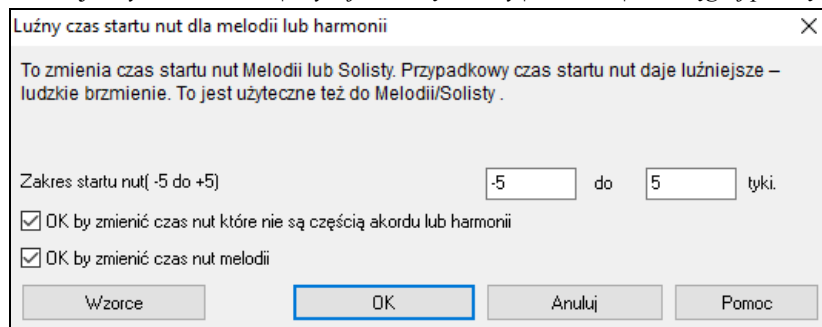 Luźny czas startu nut dla melodii lub harmonii
To zmienia czas startu nut Melodii lub Solisty. Przypadkowy czas startu nut daje luźniejsze –
ludzkie brzmienie. To jest użyteczne też do Melodii/Solisty .
Zakres startu nut( -5 do +5) -5 do 5 tyki.
OK by zmienić czas nut które nie są częścią akordu lub harmonii
OK by zmienić czas nut melodii
Wzorce OK Anuluj Pomoc